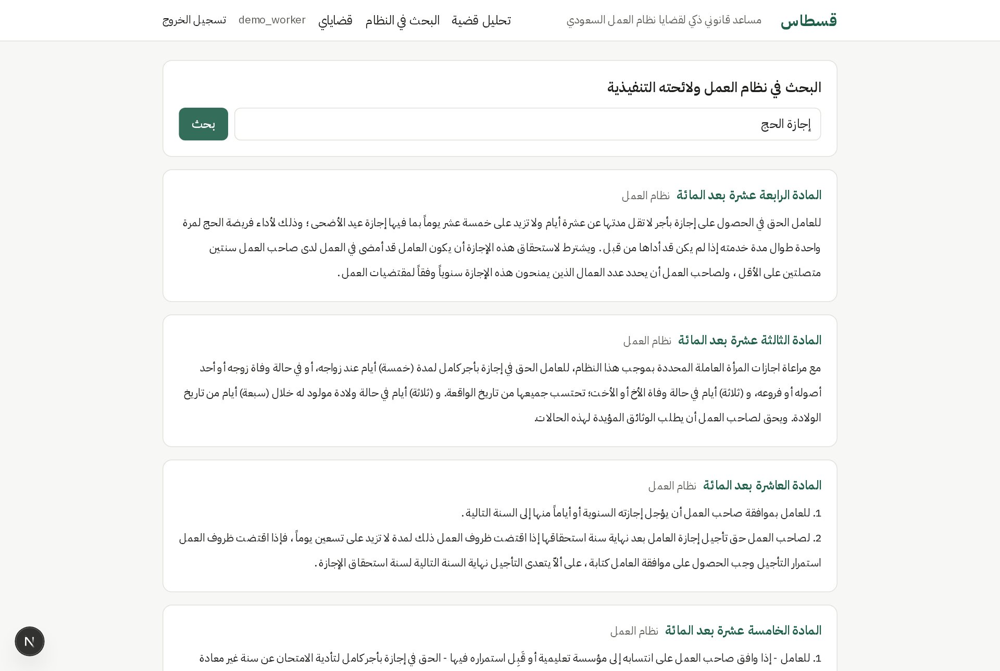 قسطاس
مساعد قانوني ذكي لقضايا نظام العمل السعودي
تحليل قضية
البحث في النظام
قضاياي
demo_worker
تسجيل الخروج
البحث في نظام العمل ولائحته التنفيذية
إجازة الحج
بحث
المادة الرابعة عشرة بعد المائة نظام العمل
للعامل الحق في الحصول على إجازة بأجر لا تقل مدتها عن عشرة أيام ولا تزيد على خمسة عشر يوماً بما فيها إجازة عيد الأضحى ؛ وذلك لأداء فريضة الحج لمرة
واحدة طوال مدة خدمته إذا لم يكن قد أداها من قبل . ويشترط لاستحقاق هذه الإجازة أن يكون العامل قد أمضى في العمل لدى صاحب العمل سنتين
متصلتين على الأقل ، ولصاحب العمل أن يحدد عدد العمال الذين يمنحون هذه الإجازة سنوياً وفقاً لمقتضيات العمل .
المادة الثالثة عشرة بعد المائة نظام العمل
مع مراعاة اجازات المرأة العاملة المحددة بموجب هذا النظام، للعامل الحق في إجازة بأجر كامل لمدة (خمسة) أيام عند زواجه، أو في حالة وفاة زوجه أو أحد
أصوله أو فروعه، و (ثلاثة) أيام في حالة وفاة الأخ أو الأخت؛ تحتسب جميعها من تاريخ الواقعة. و (ثلاثة) أيام في حالة ولادة مولود له خلال (سبعة) أيام من تاريخ
الولادة. ويحق لصاحب العمل أن يطلب الوثائق المؤيدة لهذه الحالات.
المادة العاشرة بعد المائة نظام العمل
1. للعامل بموافقة صاحب العمل أن يؤجل إجازته السنوية أو أياماً منها إلى السنة التالية .
2. لصاحب العمل حق تأجيل إجازة العامل بعد نهاية سنة استحقاقها إذا اقتضت ظروف العمل ذلك لمدة لا تزيد على تسعين يوماً ، فإذا اقتضت ظروف العمل
استمرار التأجيل وجب الحصول على موافقة العامل كتابة ، على ألاّ يتعدى التأجيل نهاية السنة التالية لسنة استحقاق الإجازة .
المادة الخامسة عشرة بعد المائة نظام العمل
1. للعامل - إذا وافق صاحب العمل على انتسابه إلى مؤسسة تعليمية أو قَبِل استمراره فيها - الحق في إجازة بأجر كامل لتأدية الامتحان عن سنة غير معادة
N